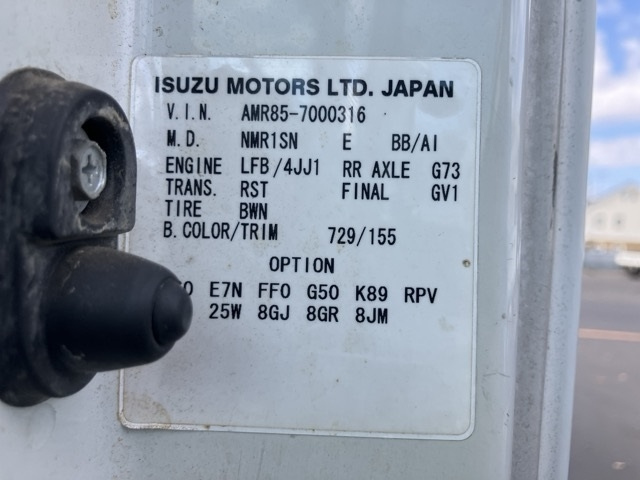 ISUZU MOTORS LTD. JAPAN
V.I.N. AMR85-7000316
M.D. NMR1SN E BB/AI
ENGINE LFB/4JJ1 RR AXLE G73
TRANS. RST FINAL GV1
TIRE BWN
B.COLOR/TRIM 729/155
OPTION
E7N FF0 G50 K89 RPV
25W 8GJ 8GR 8JM